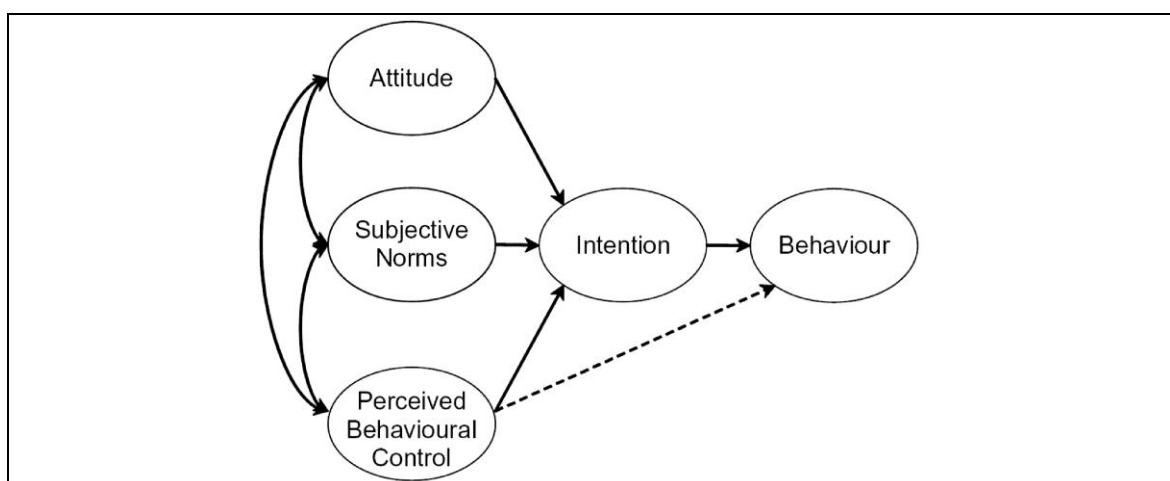 Attitude
Subjective
Norms
Intention
Behaviour
Perceived
Behavioural
Control